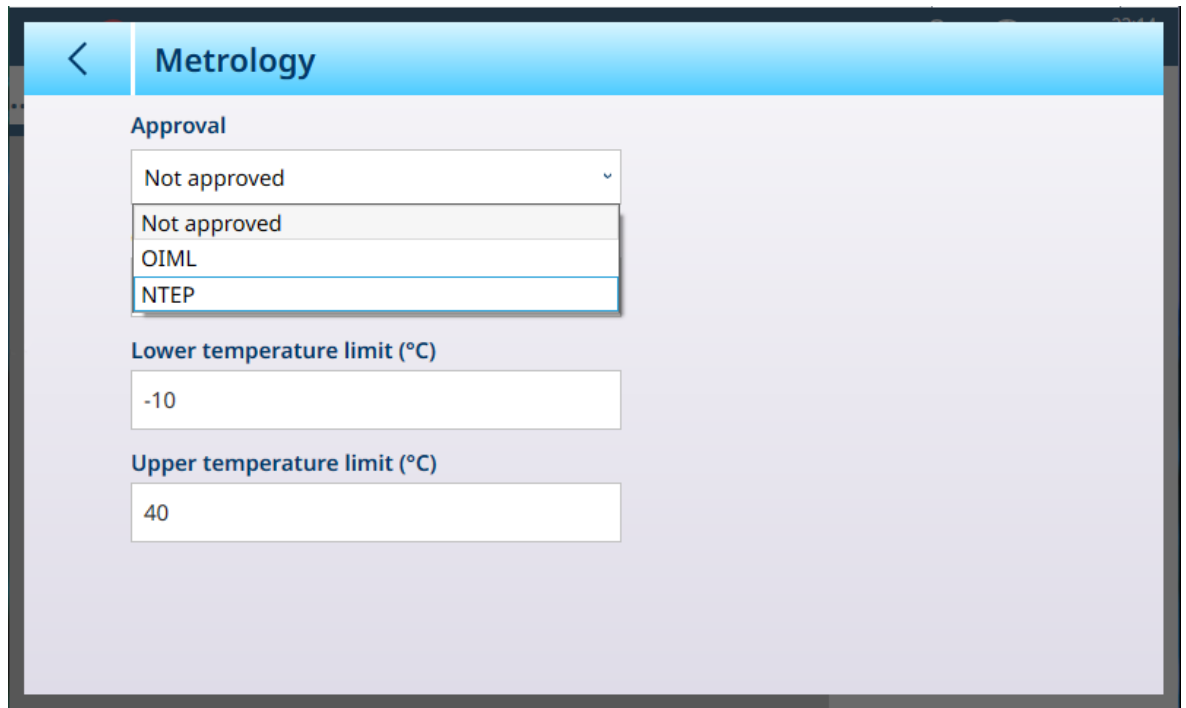 Metrology
Approval
Not approved
Not approved
OIML
NTEP
Lower temperature limit (°C)
-10
Upper temperature limit (°C)
40